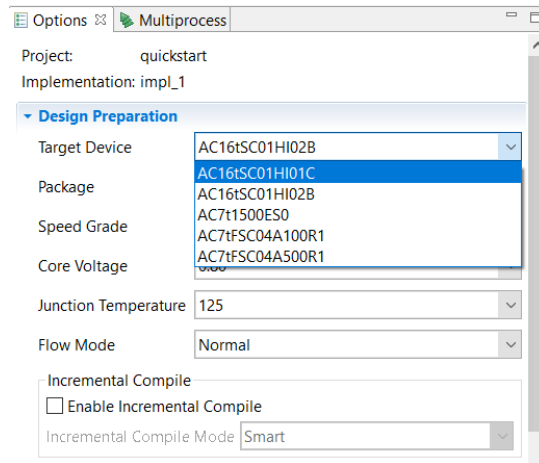 Options Multiprocess
Project: quickstart
Implementation: impl_1
Design Preparation
Target Device AC16tSC01HI02B
AC16tSC01HI01C
Package AC16tSC01HI02B
AC7t1500ES0
Speed Grade AC7tFSC04A100R1
AC7tFSC04A500R1
Core Voltage
Junction Temperature 125
Flow Mode Normal
Incremental Compile
Enable Incremental Compile
Incremental Compile Mode Smart